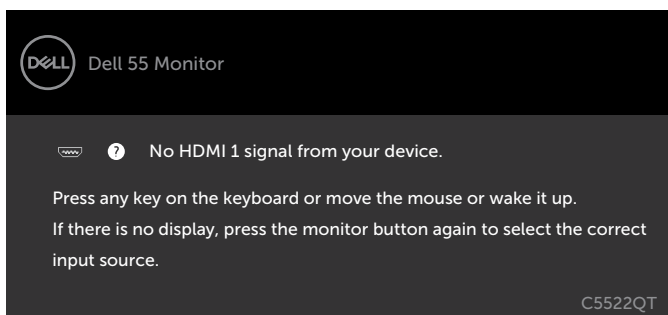 DELL
Dell 55 Monitor
? No HDMI 1 signal from your device.
Press any key on the keyboard or move the mouse or wake it up.
If there is no display, press the monitor button again to select the correct
input source.
C5522QT